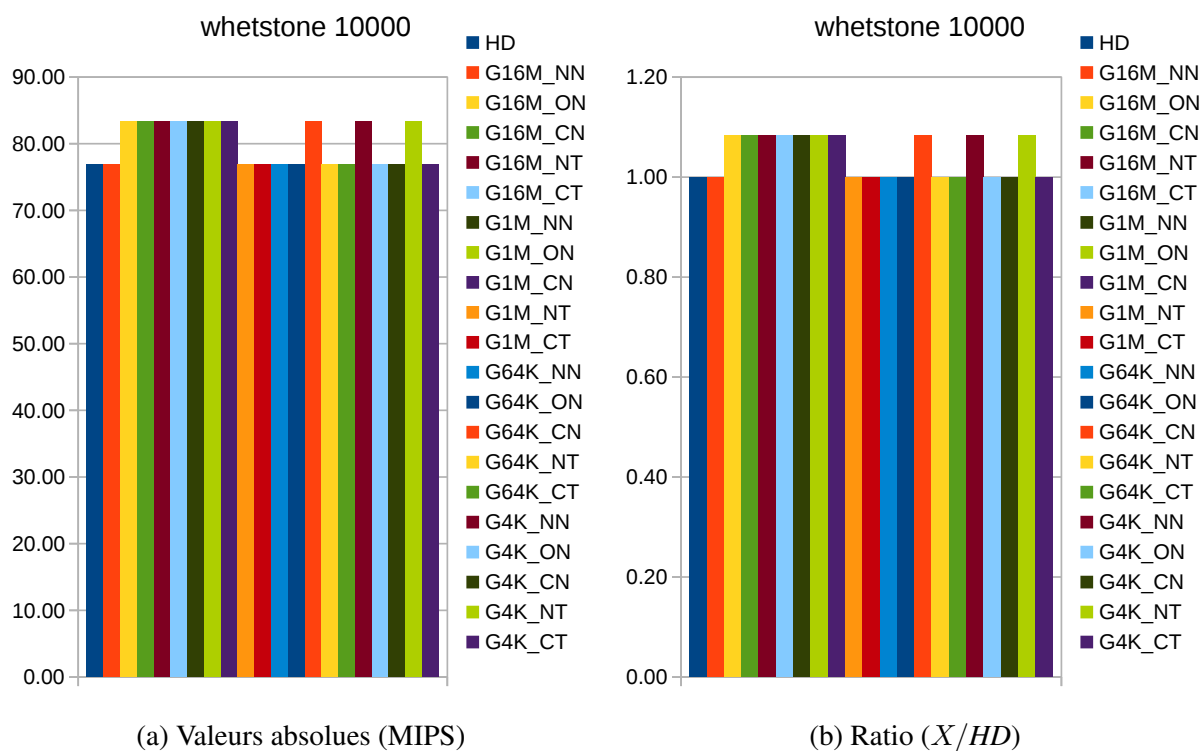 whetstone 10000
90.00
80.00
70.00
60.00
50.00
40.00
30.00
20.00
10.00
0.00
HD
G16M_NN
G16M_ON
G16M_CN
G16M_NT
G16M_CT
G1M_NN
G1M_ON
G1M_CN
G1M_NT
G1M_CT
G64K_NN
G64K_ON
G64K_CN
G64K_NT
G64K_CT
G4K_NN
G4K_ON
G4K_CN
G4K_NT
G4K_CT
(a) Valeurs absolues (MIPS)
whetstone 10000
1.20
1.00
0.80
0.60
0.40
0.20
0.00
HD
G16M_NN
G16M_ON
G16M_CN
G16M_NT
G16M_CT
G1M_NN
G1M_ON
G1M_CN
G1M_NT
G1M_CT
G64K_NN
G64K_ON
G64K_CN
G64K_NT
G64K_CT
G4K_NN
G4K_ON
G4K_CN
G4K_NT
G4K_CT
(b) Ratio (X/HD)